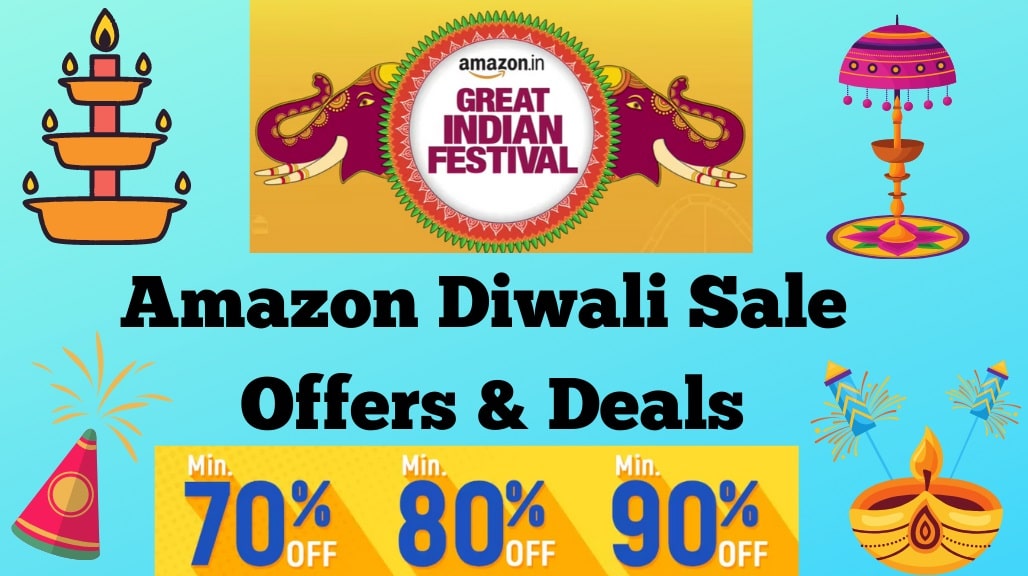 amazon.in
GREAT
INDIAN
FESTIVAL
Amazon Diwali Sale
Offers & Deals
Min. Min. Min.
70% OFF 80% OFF 90% OFF